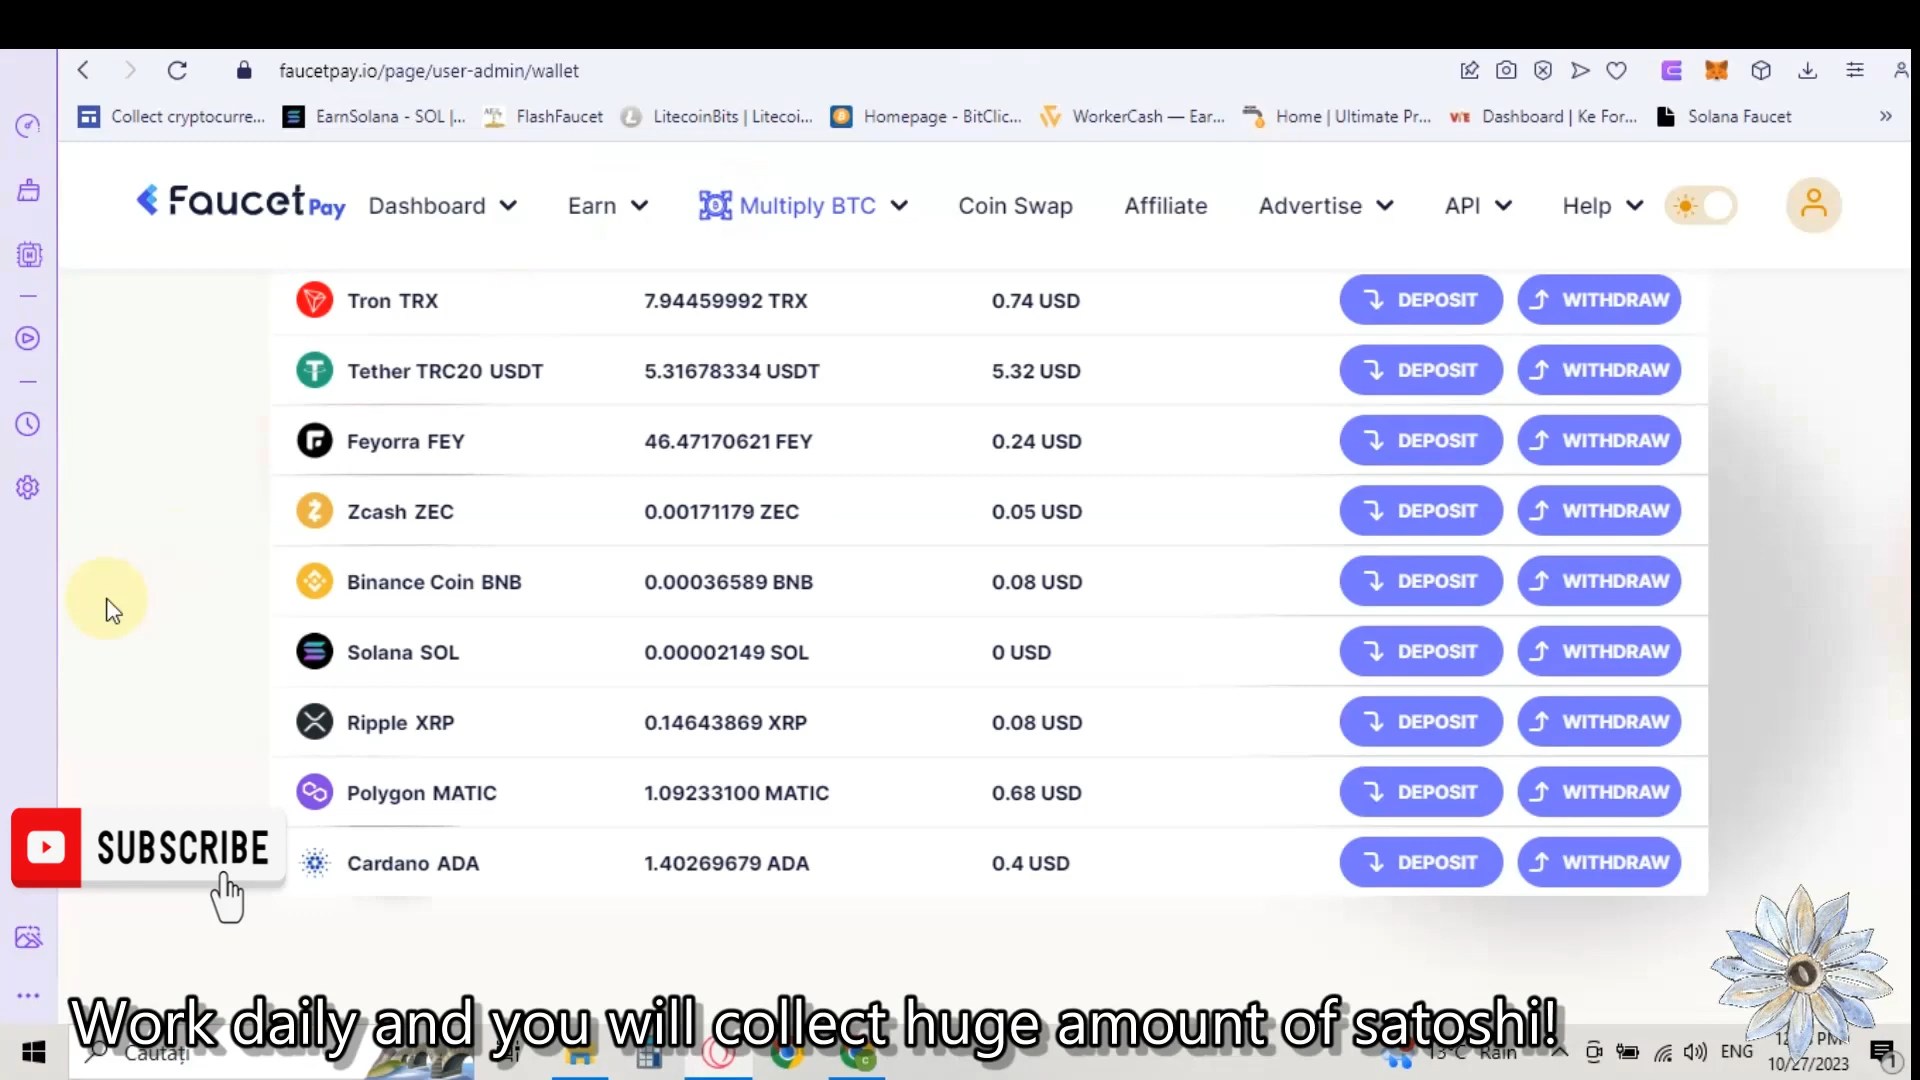 faucetpay.io/page/user-admin/wallet
Collect cryptocurre... EarnSolana - SOL |... FlashFaucet LitecoinBits | Litecoi... Homepage - BitClic... WorkerCash — Ear... Home | Ultimate Pr... Dashboard | Ke For... Solana Faucet »
FaucetPay Dashboard Earn Multiply BTC Coin Swap Affiliate Advertise API Help
Tron TRX 7.94459992 TRX 0.74 USD DEPOSIT WITHDRAW
Tether TRC20 USDT 5.31678334 USDT 5.32 USD DEPOSIT WITHDRAW
Feyorra FEY 46.47170621 FEY 0.24 USD DEPOSIT WITHDRAW
Zcash ZEC 0.00171179 ZEC 0.05 USD DEPOSIT WITHDRAW
Binance Coin BNB 0.00036589 BNB 0.08 USD DEPOSIT WITHDRAW
Solana SOL 0.00002149 SOL 0 USD DEPOSIT WITHDRAW
Ripple XRP 0.14643869 XRP 0.08 USD DEPOSIT WITHDRAW
Polygon MATIC 1.09233100 MATIC 0.68 USD DEPOSIT WITHDRAW
SUBSCRIBE
Cardano ADA 1.40269679 ADA 0.4 USD DEPOSIT WITHDRAW
Work daily and you will collect huge amount of satoshi!
Căutați 13°C Rain ENG PM
10/27/2023 1